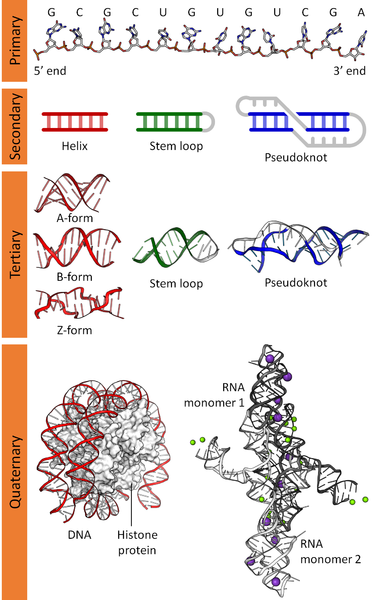 Primary
G C G C U G U G U C G A
5' end 3' end
Secondary
Helix Stem loop Pseudoknot
Tertiary
A-form
B-form
Z-form
Stem loop Pseudoknot
Quaternary
RNA
monomer 1
DNA Histone
protein
RNA
monomer 2